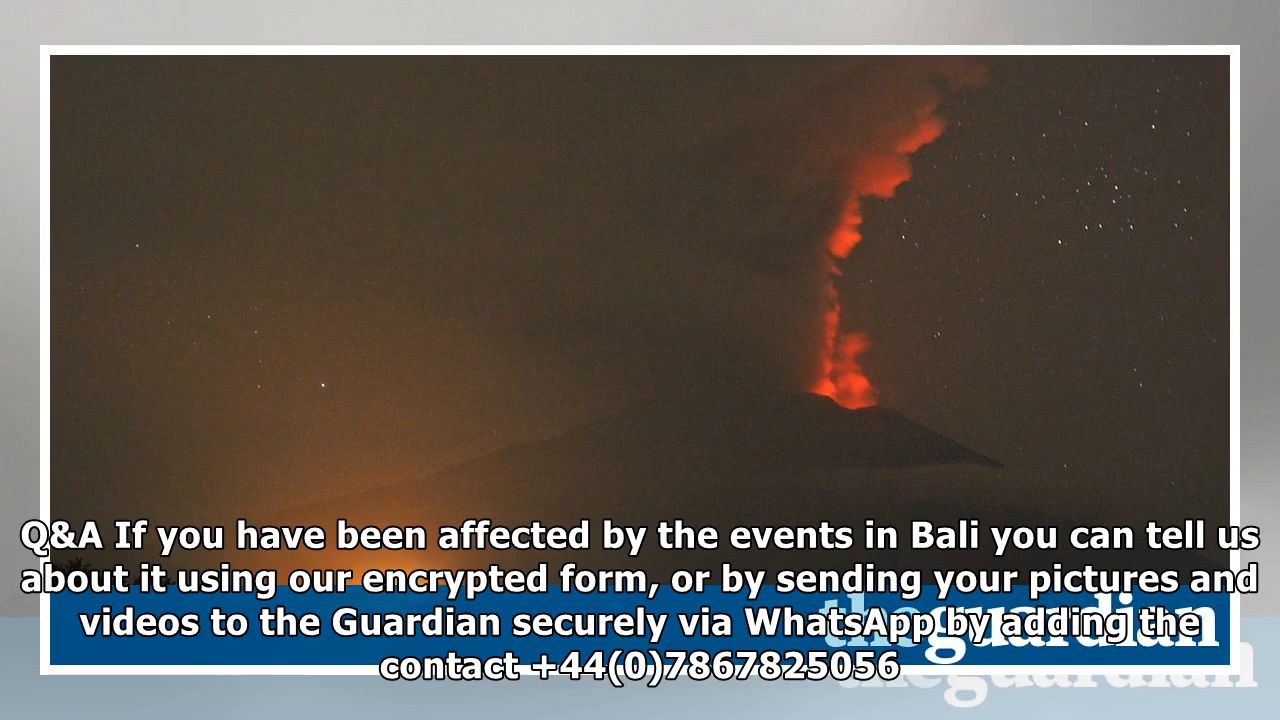 Q&A If you have been affected by the events in Bali you can tell us
about it using our encrypted form, or by sending your pictures and
videos to the Guardian securely via WhatsApp by adding the
contact +44(0)7867825056
theguardian
theguardian